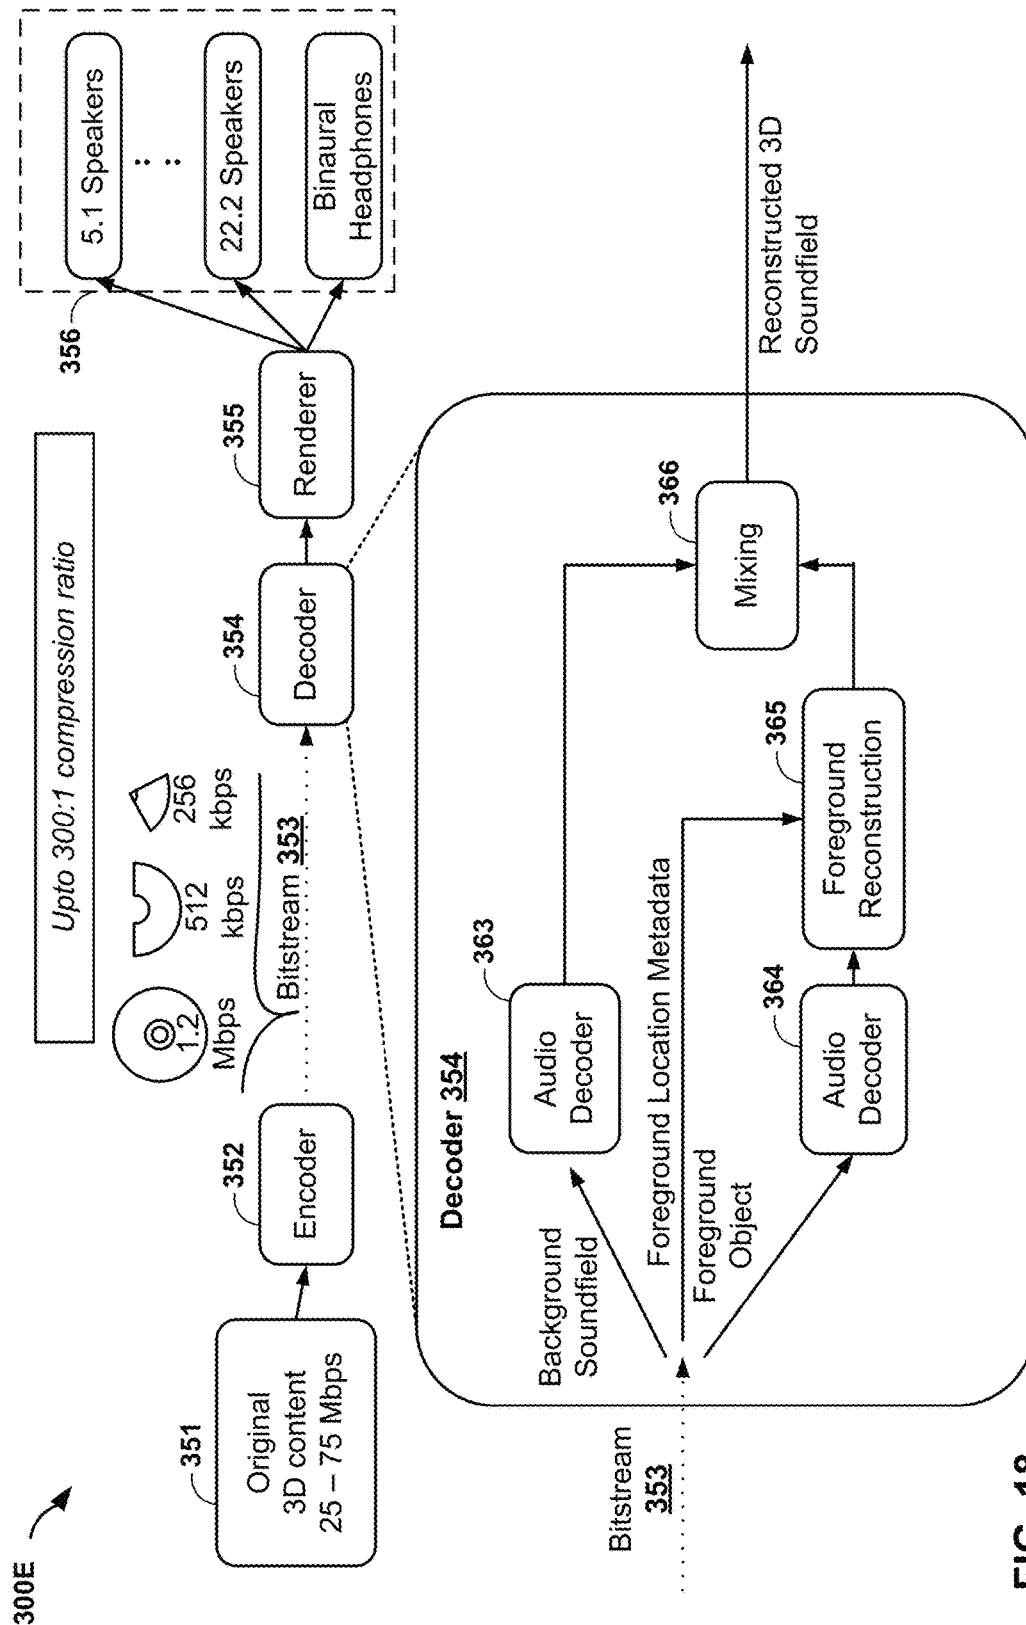 300E
Upto 300:1 compression ratio
351
Original
3D content
25 – 75 Mbps
352
Encoder
1.2
Mbps
512
kbps
256
kbps
Bitstream 353
354
Decoder
355
Renderer
356
5.1 Speakers
22.2 Speakers
Binaural
Headphones
Decoder 354
Bitstream
353
Background
Soundfield
Foreground Location Metadata
Foreground
Object
363
Audio
Decoder
364
Audio
Decoder
365
Foreground
Reconstruction
366
Mixing
Reconstructed 3D
Soundfield